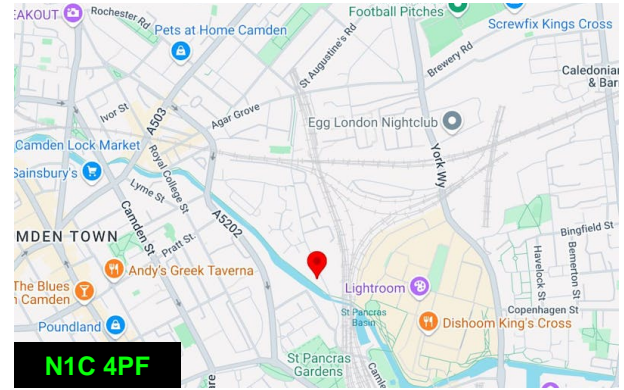 EAKOUT
Rochester Rd
Football Pitches
Screwfix Kings Cross
Pets at Home Camden
St Augustine's Rd
Brewery Rd
Caledonian
& Bar
Ivor St
A503
Agar Grove
Egg London Nightclub
Camden Lock Market
Royal College St
York Wy
Sainsbury's
Lyme St
Camden St
A5202
MDEN TOWN
Pratt St.
Bingfield St
Andy's Greek Taverna
Havelock St
Bemerton St
The Blues
n Camden
Lightroom
St Pancras
Basin
Copenhagen St
Poundland
Dishoom King's Cross
St Pancras
Gardens
Camle
ure
N1C 4PF